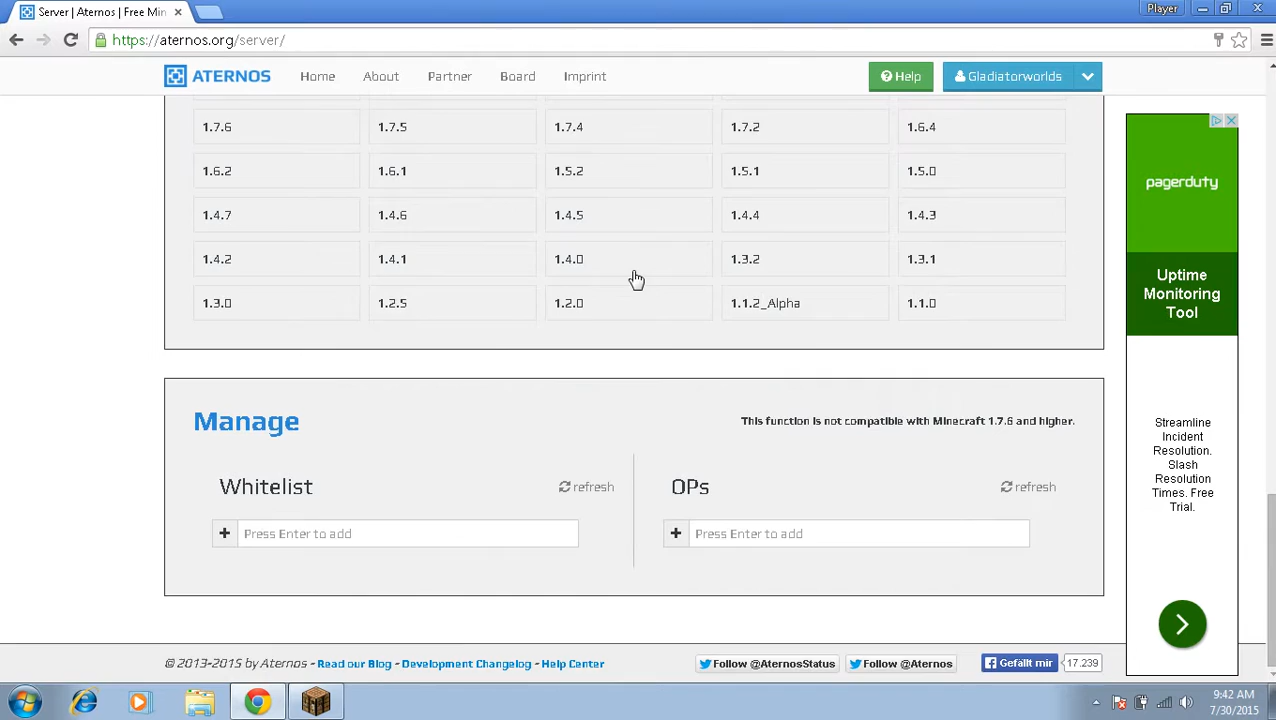 Server | Aternos | Free Min
Player
https://aternos.org/server/
ATERNOS
Home
About
Partner
Board
Imprint
Help
Gladiatorworlds
1.7.6
1.7.5
1.7.4
1.7.2
1.6.4
1.6.2
1.6.1
1.5.2
1.5.1
1.5.0
1.4.7
1.4.6
1.4.5
1.4.4
1.4.3
1.4.2
1.4.1
1.4.0
1.3.2
1.3.1
1.3.0
1.2.5
1.2.0
1.1.2_Alpha
1.1.0
pagerduty
Uptime
Monitoring
Tool
Streamline
Incident
Resolution.
Slash
Resolution
Times. Free
Trial.
Manage
This function is not compatible with Minecraft 1.7.6 and higher.
Whitelist
refresh
OPs
refresh
Press Enter to add
Press Enter to add
© 2013-2015 by Aternos - Read our Blog - Development Changelog - Help Center
Follow @AternosStatus
Follow @Aternos
Gefällt mir
17.239
9:42 AM
7/30/2015